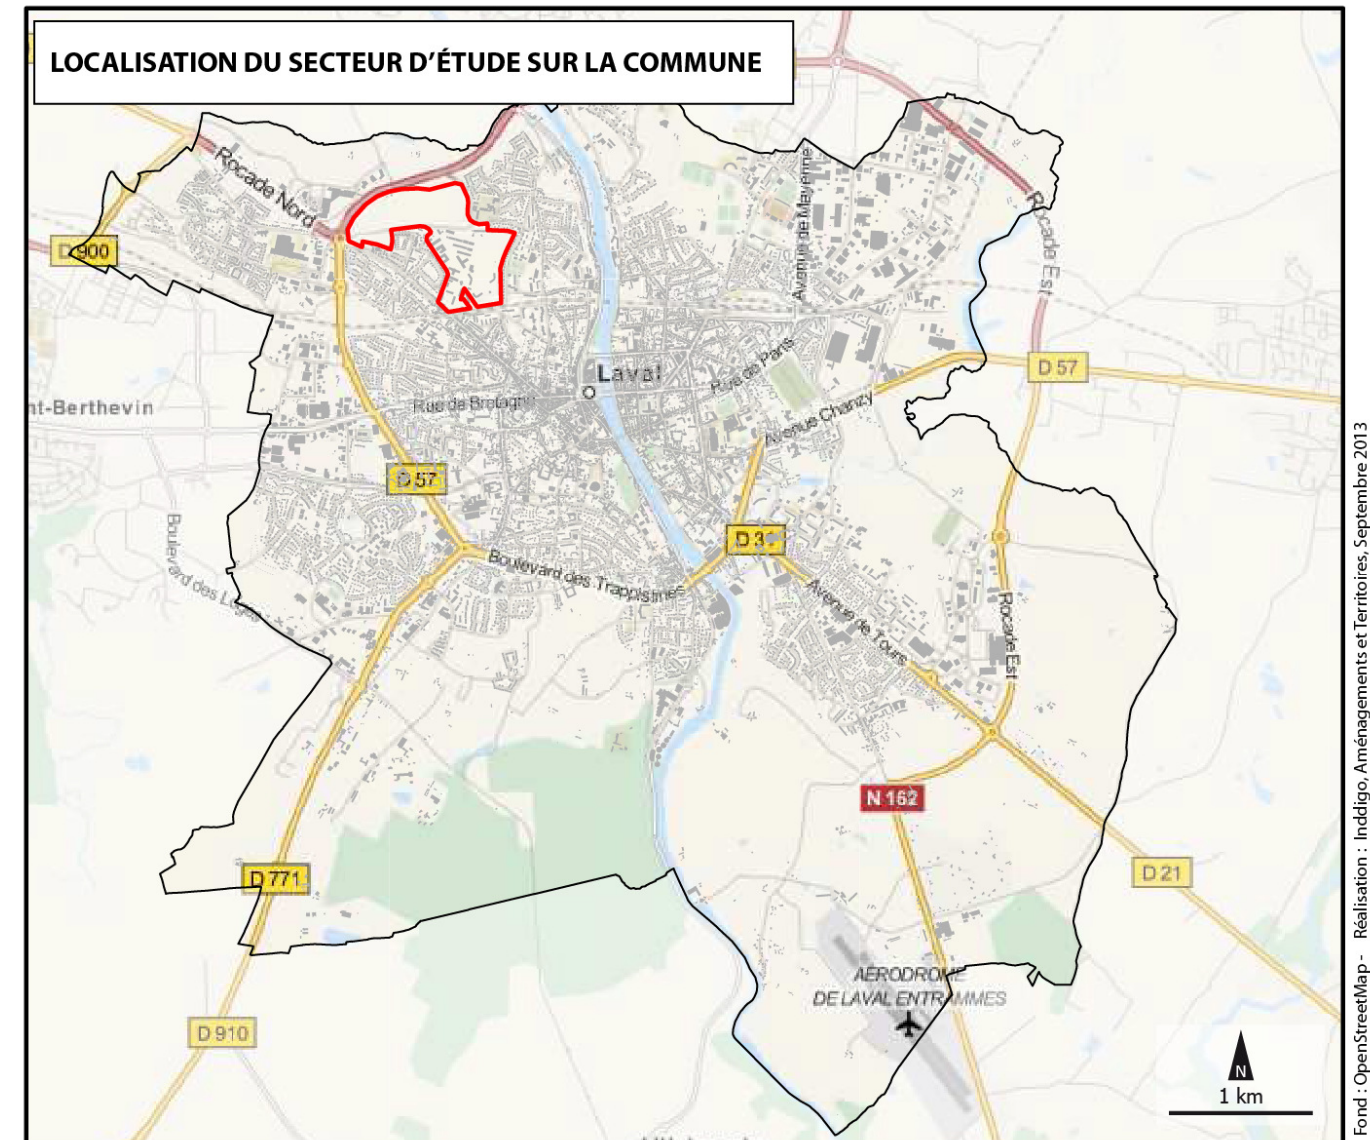 LOCALISATION DU SECTEUR D'ÉTUDE SUR LA COMMUNE
Rocade Nord
Avenue de Mayenne
Rocade Est
D 900
D 57
Laval
Rue de Paris
nt-Berthevin
Rue de Bretagne
Avenue Chanzy
D 57
Boulevard des Loges
D 3
Boulevard des Trappistines
Avenue de Tours
Rocade Est
N 162
D 771
D 21
AÉRODROME
DE LAVAL ENTRAMMES
D 910
N
1 km
Fond : OpenStreetMap - Réalisation : Inddigo, Aménagements et Territoires, Septembre 2013